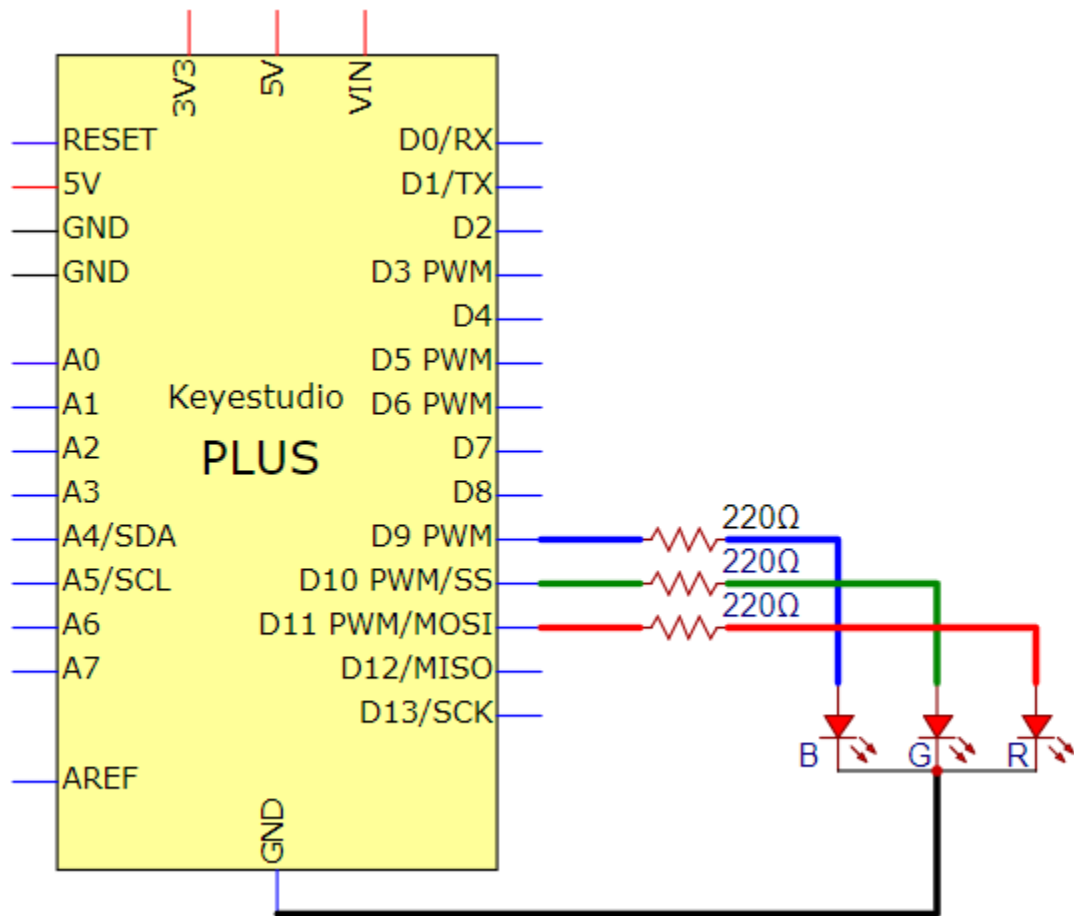 3V3
5V
VIN
RESET
5V
GND
GND
A0
A1
A2
A3
A4/SDA
A5/SCL
A6
A7
AREF
Keyestudio
PLUS
D0/RX
D1/TX
D2
D3 PWM
D4
D5 PWM
D6 PWM
D7
D8
D9 PWM
D10 PWM/SS
D11 PWM/MOSI
D12/MISO
D13/SCK
GND
220Ω
220Ω
220Ω
B
G
R